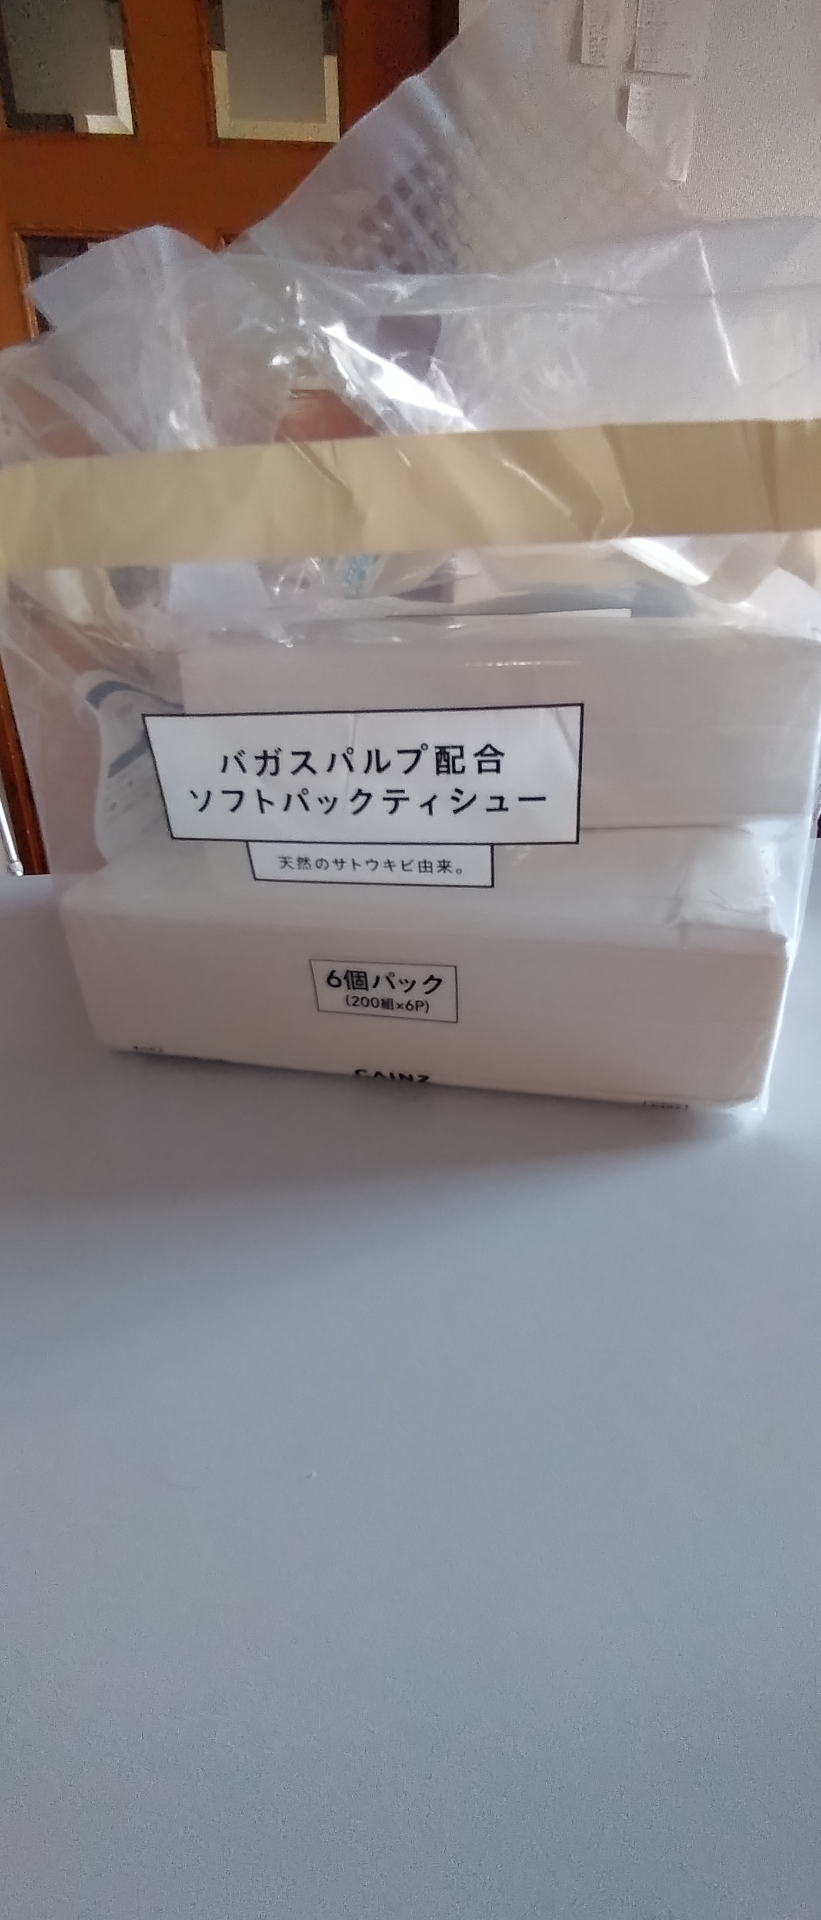 バガスパルプ配合
ソフトパックティシュー
天然のサトウキビ由来。
6個パック
(200組×6P)
CAINZ